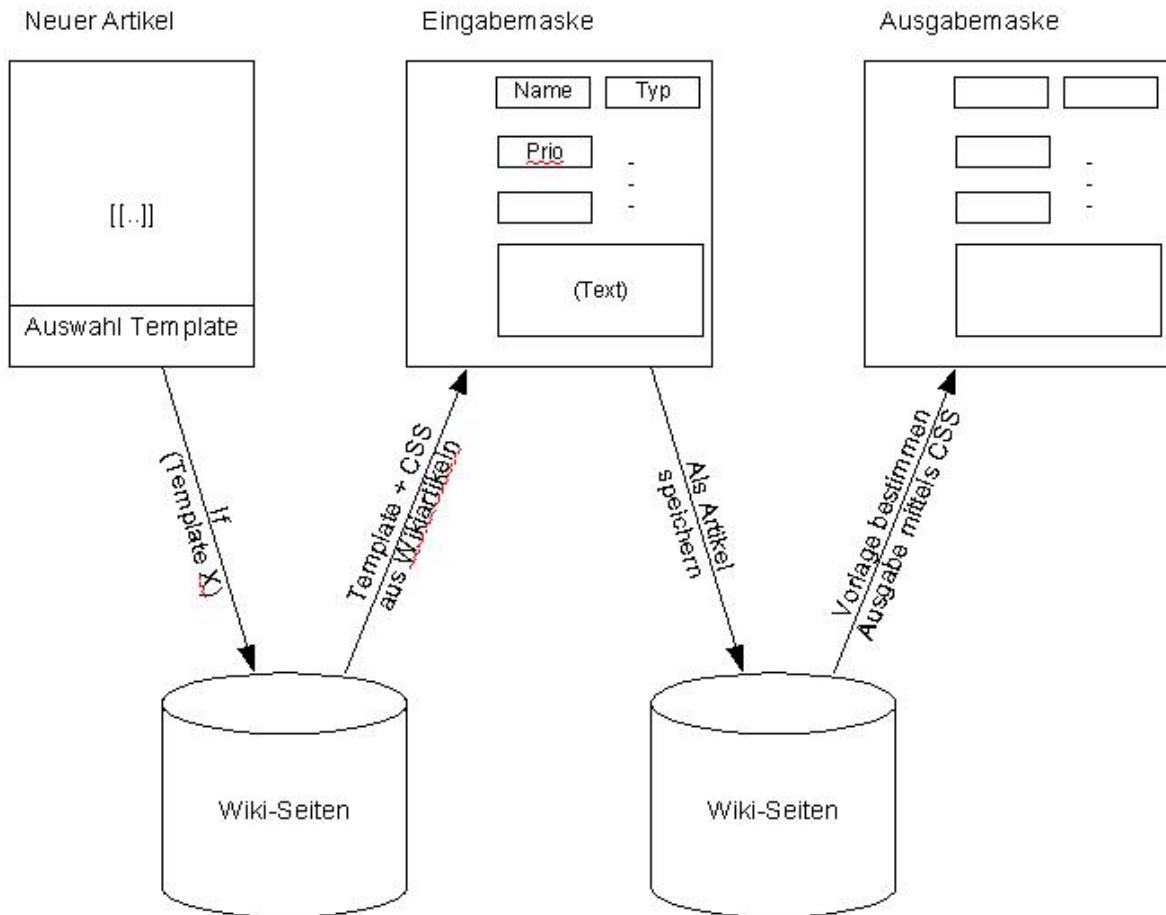 Neuer Artikel
Eingabemaske
Ausgabemaske
Name
Typ
Prio
[[..]]
(Text)
Auswahl Template
If
(Template X)
Template + CSS
aus Wikiartikeln
Als Artikel
speichern
Vorlage bestimmen
Ausgabe mittels CSS
Wiki-Seiten
Wiki-Seiten